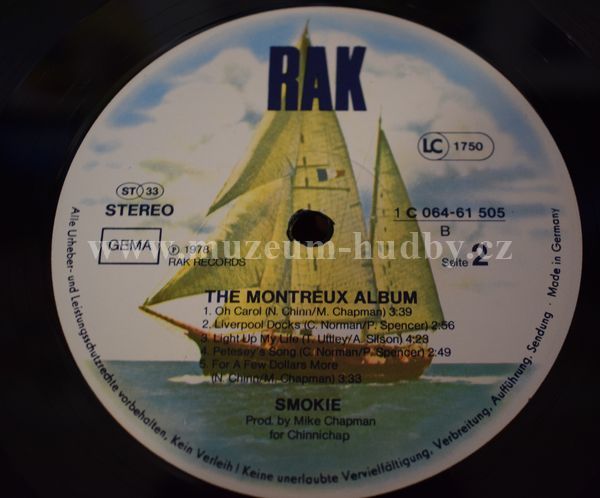 RAK
LC 1750
ST 33
STEREO
GEMA
℗ 1978
RAK RECORDS
1 C 064-61 505
B
Seite 2
www.muzeum-hudby.cz
THE MONTREUX ALBUM
1. Oh Carol (N. Chinn/M. Chapman) 3:39
2. Liverpool Docks (C. Norman/P. Spencer) 2:56
3. Light Up My Life (T. Uttley/A. Silson) 4:28
4. Petesey's Song (C. Norman/P. Spencer) 2:49
5. For A Few Dollars More
(N. Chinn/M. Chapman) 3:33
SMOKIE
Prod. by Mike Chapman
for Chinnichap
Alle Urheber- und Leistungsschutzrechte vorbehalten, Kein Verleih! Keine unerlaubte Vervielfältigung, Verbreitung, Aufführung, Sendung · Made in Germany